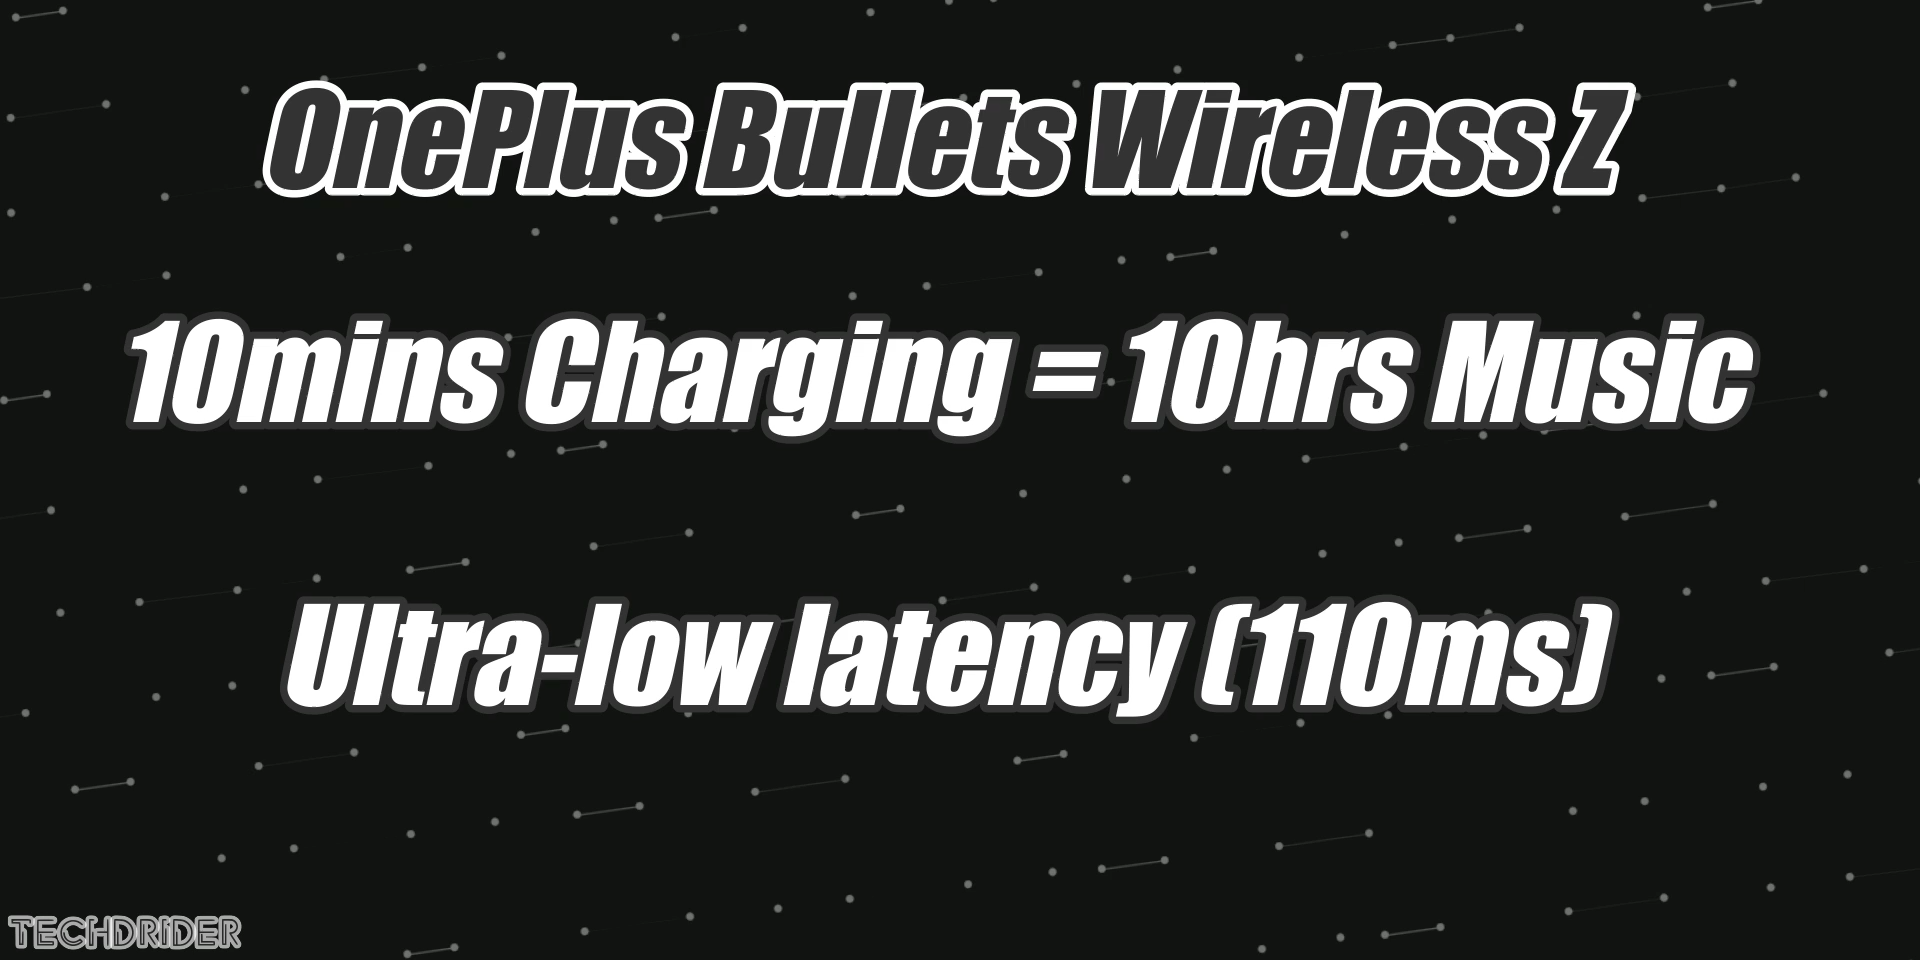 OnePlus Bullets Wireless Z
10mins Charging = 10hrs Music
Ultra-low latency (110ms)
TECHDRIDER